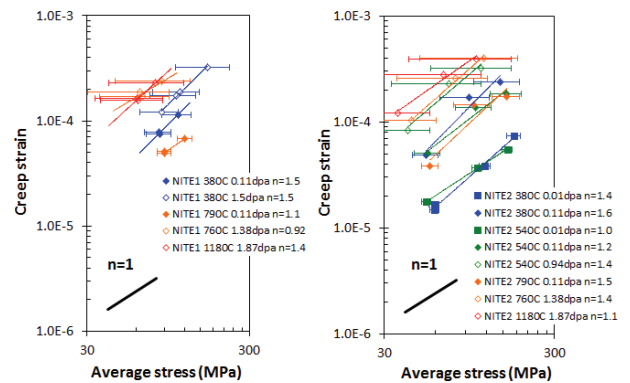 1.0E-3
1.0E-4
1.0E-5
1.0E-6
Creep strain
NITE1 380C 0.11dpa n=1.5
NITE1 380C 1.5dpa n=1.5
NITE1 790C 0.11dpa n=1.1
NITE1 760C 1.38dpa n=0.92
NITE1 1180C 1.87dpa n=1.4
n=1
30
300
Average stress (MPa)
1.0E-3
1.0E-4
1.0E-5
1.0E-6
Creep strain
NITE2 380C 0.01dpa n=1.4
NITE2 380C 0.11dpa n=1.6
NITE2 540C 0.01dpa n=1.0
NITE2 540C 0.11dpa n=1.2
NITE2 540C 0.94dpa n=1.4
NITE2 790C 0.11dpa n=1.5
NITE2 760C 1.38dpa n=1.4
NITE2 1180C 1.87dpa n=1.1
n=1
30
300
Average stress (MPa)